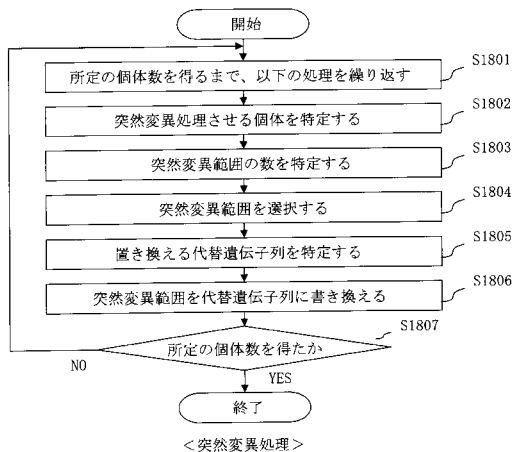 開始
所定の個体数を得るまで、以下の処理を繰り返す
S1801
突然変異処理させる個体を特定する
S1802
突然変異範囲の数を特定する
S1803
突然変異範囲を選択する
S1804
置き換える代替遺伝子列を特定する
S1805
突然変異範囲を代替遺伝子列に書き換える
S1806
所定の個体数を得たか
S1807
NO
YES
終了
＜突然変異処理＞